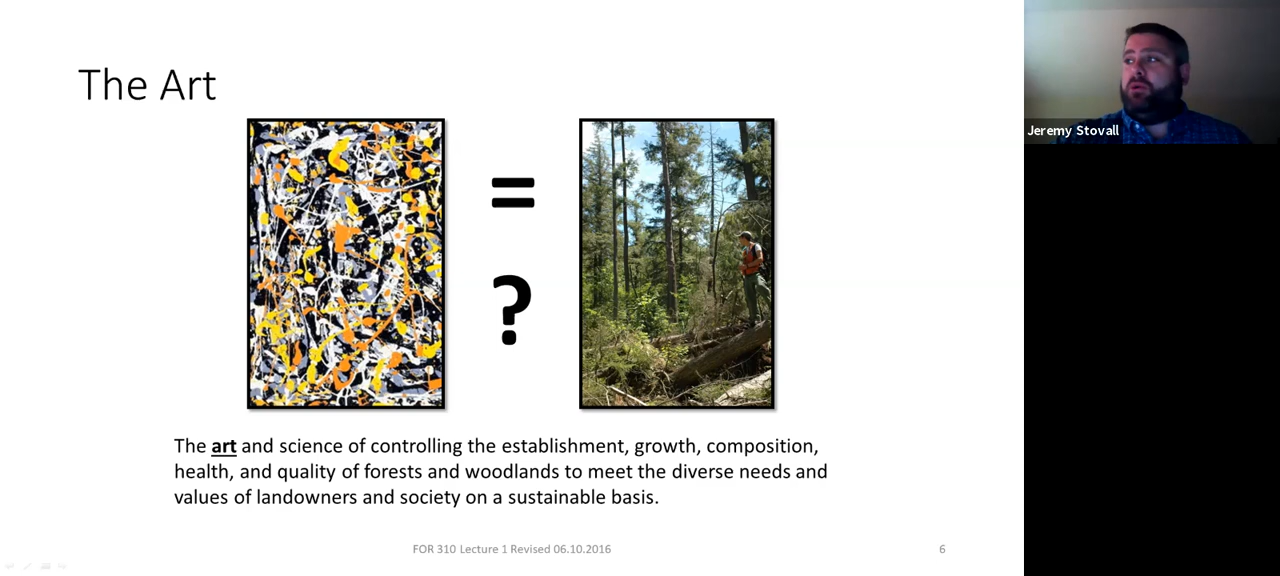 The Art
=
?
Jeremy Stovall
The art and science of controlling the establishment, growth, composition,
health, and quality of forests and woodlands to meet the diverse needs and
values of landowners and society on a sustainable basis.
FOR 310 Lecture 1 Revised 06.10.2016
6